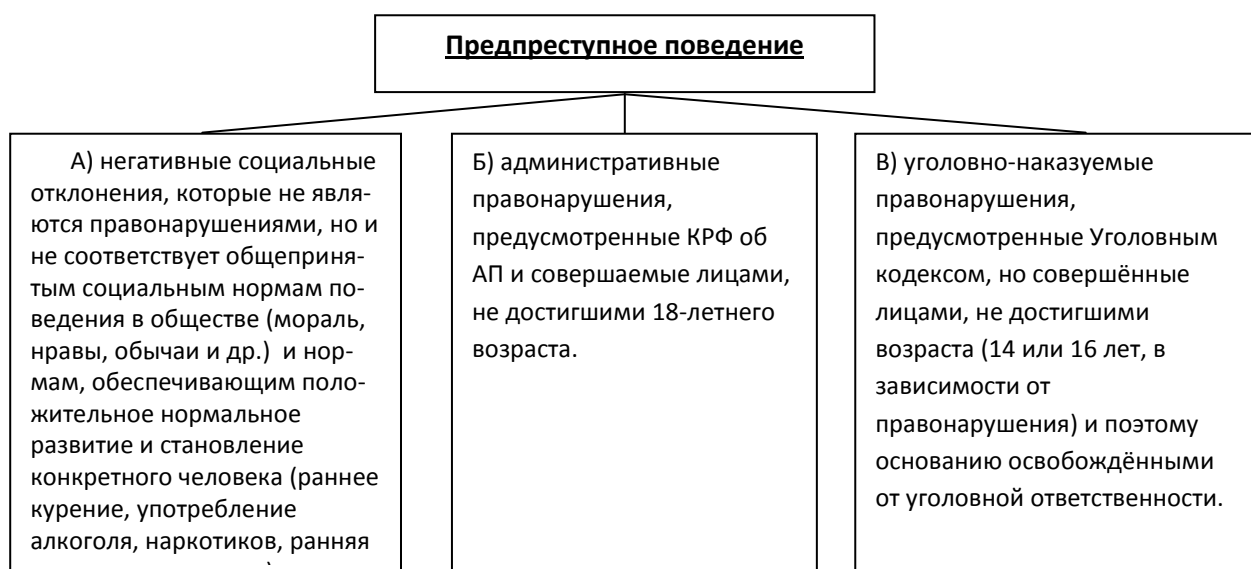 Предпреступное поведение
А) негативные социальные
отклонения, которые не явля-
ются правонарушениями, но и
не соответствует общеприня-
тым социальным нормам по-
ведения в обществе (мораль,
нравы, обычаи и др.) и нор-
мам, обеспечивающим поло-
жительное нормальное
развитие и становление
конкретного человека (раннее
курение, употребление
алкоголя, наркотиков, ранняя
Б) административные
правонарушения,
предусмотренные КРФ об
АП и совершаемые лицами,
не достигшими 18-летнего
возраста.
В) уголовно-наказуемые
правонарушения,
предусмотренные Уголовным
кодексом, но совершённые
лицами, не достигшими
возраста (14 или 16 лет, в
зависимости от
правонарушения) и поэтому
основанию освобождёнными
от уголовной ответственности.